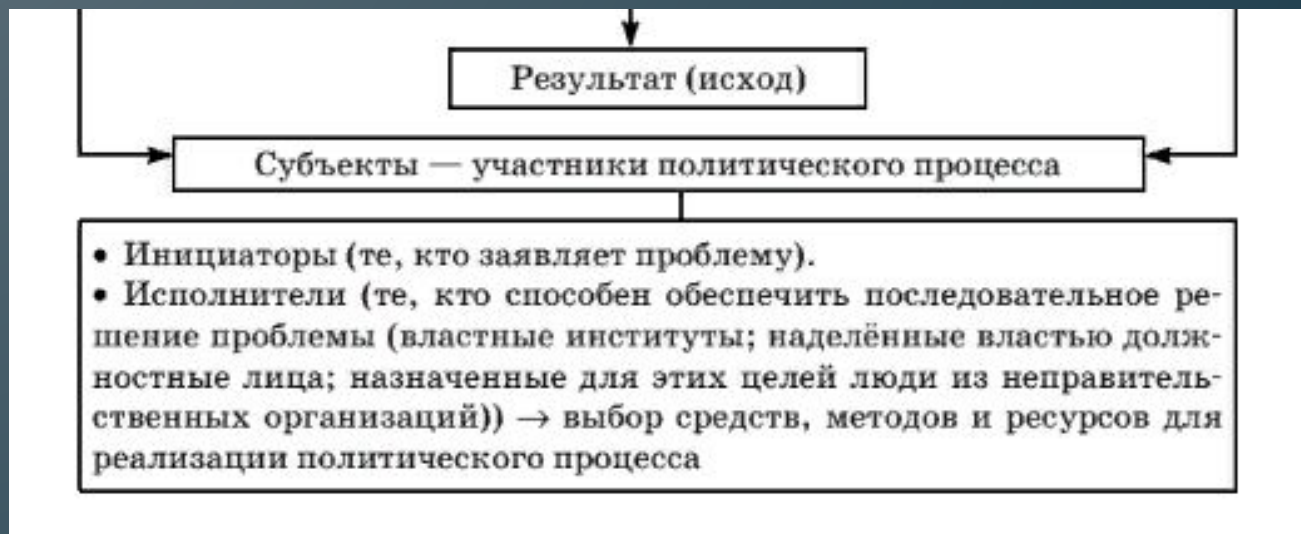 Результат (исход)
Субъекты — участники политического процесса
• Инициаторы (те, кто заявляет проблему).
• Исполнители (те, кто способен обеспечить последовательное ре-
шение проблемы (властные институты; наделённые властью долж-
ностные лица; назначенные для этих целей люди из неправитель-
ственных организаций)) → выбор средств, методов и ресурсов для
реализации политического процесса